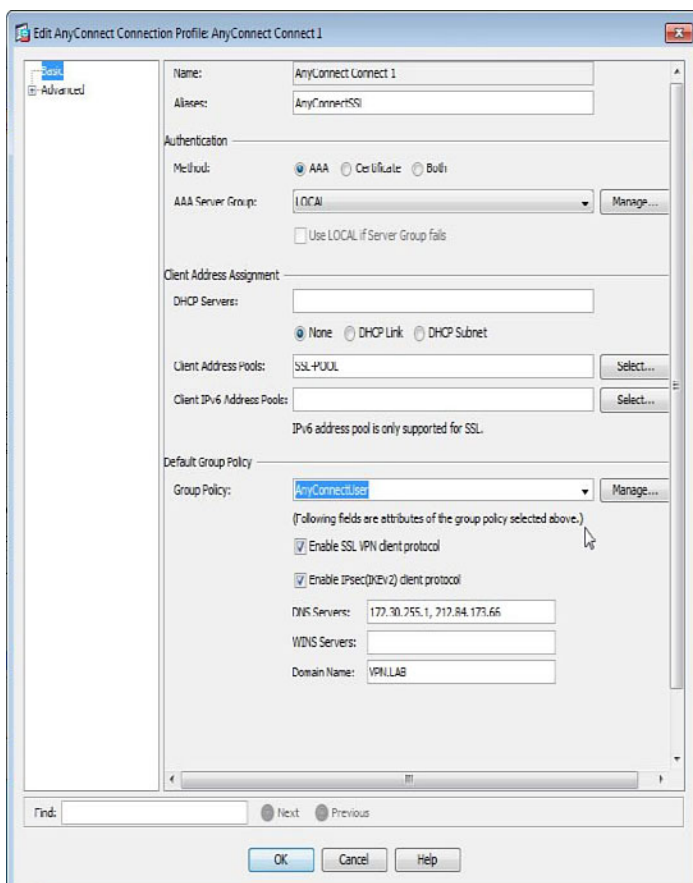 Edit AnyConnect Connection Profile: AnyConnect Connect 1
Basic
Advanced
Name: AnyConnect Connect 1
Aliases: AnyConnectSSL
Authentication
Method: AAA Certificate Both
AAA Server Group: LOCAL Manage...
Use LOCAL if Server Group fails
Client Address Assignment
DHCP Servers:
None DHCP Link DHCP Subnet
Client Address Pools: SSL-POOL Select...
Client IPv6 Address Pools: Select...
IPv6 address pool is only supported for SSL.
Default Group Policy
Group Policy: AnyConnectUser Manage...
(Following fields are attributes of the group policy selected above.)
Enable SSL VPN client protocol
Enable IPsec(IKEv2) client protocol
DNS Servers: 172.30.255.1, 212.84.173.66
WINS Servers:
Domain Name: VPN.LAB
Find: Next Previous
OK Cancel Help